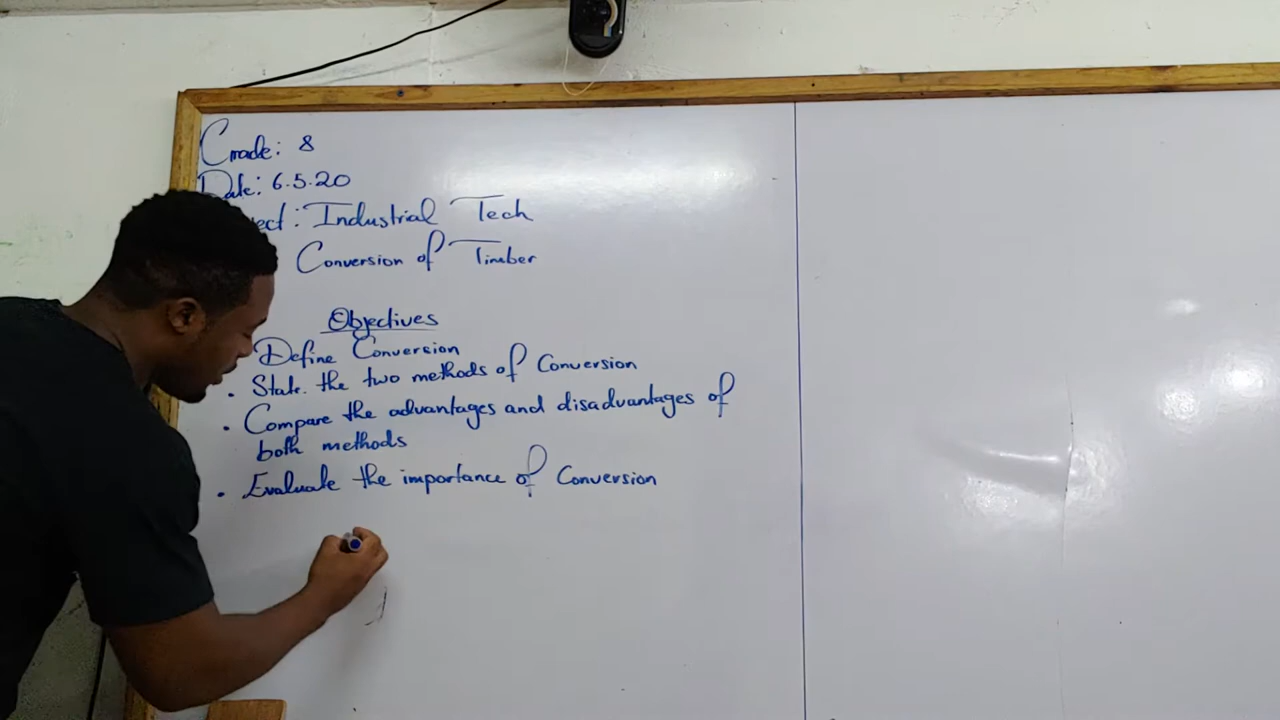 Grade: 8
Date: 6.5.20
ect: Industrial Tech
Conversion of Timber
Objectives
Define Conversion
• State the two methods of Conversion
• Compare the advantages and disadvantages of
both methods
• Evaluate the importance of Conversion